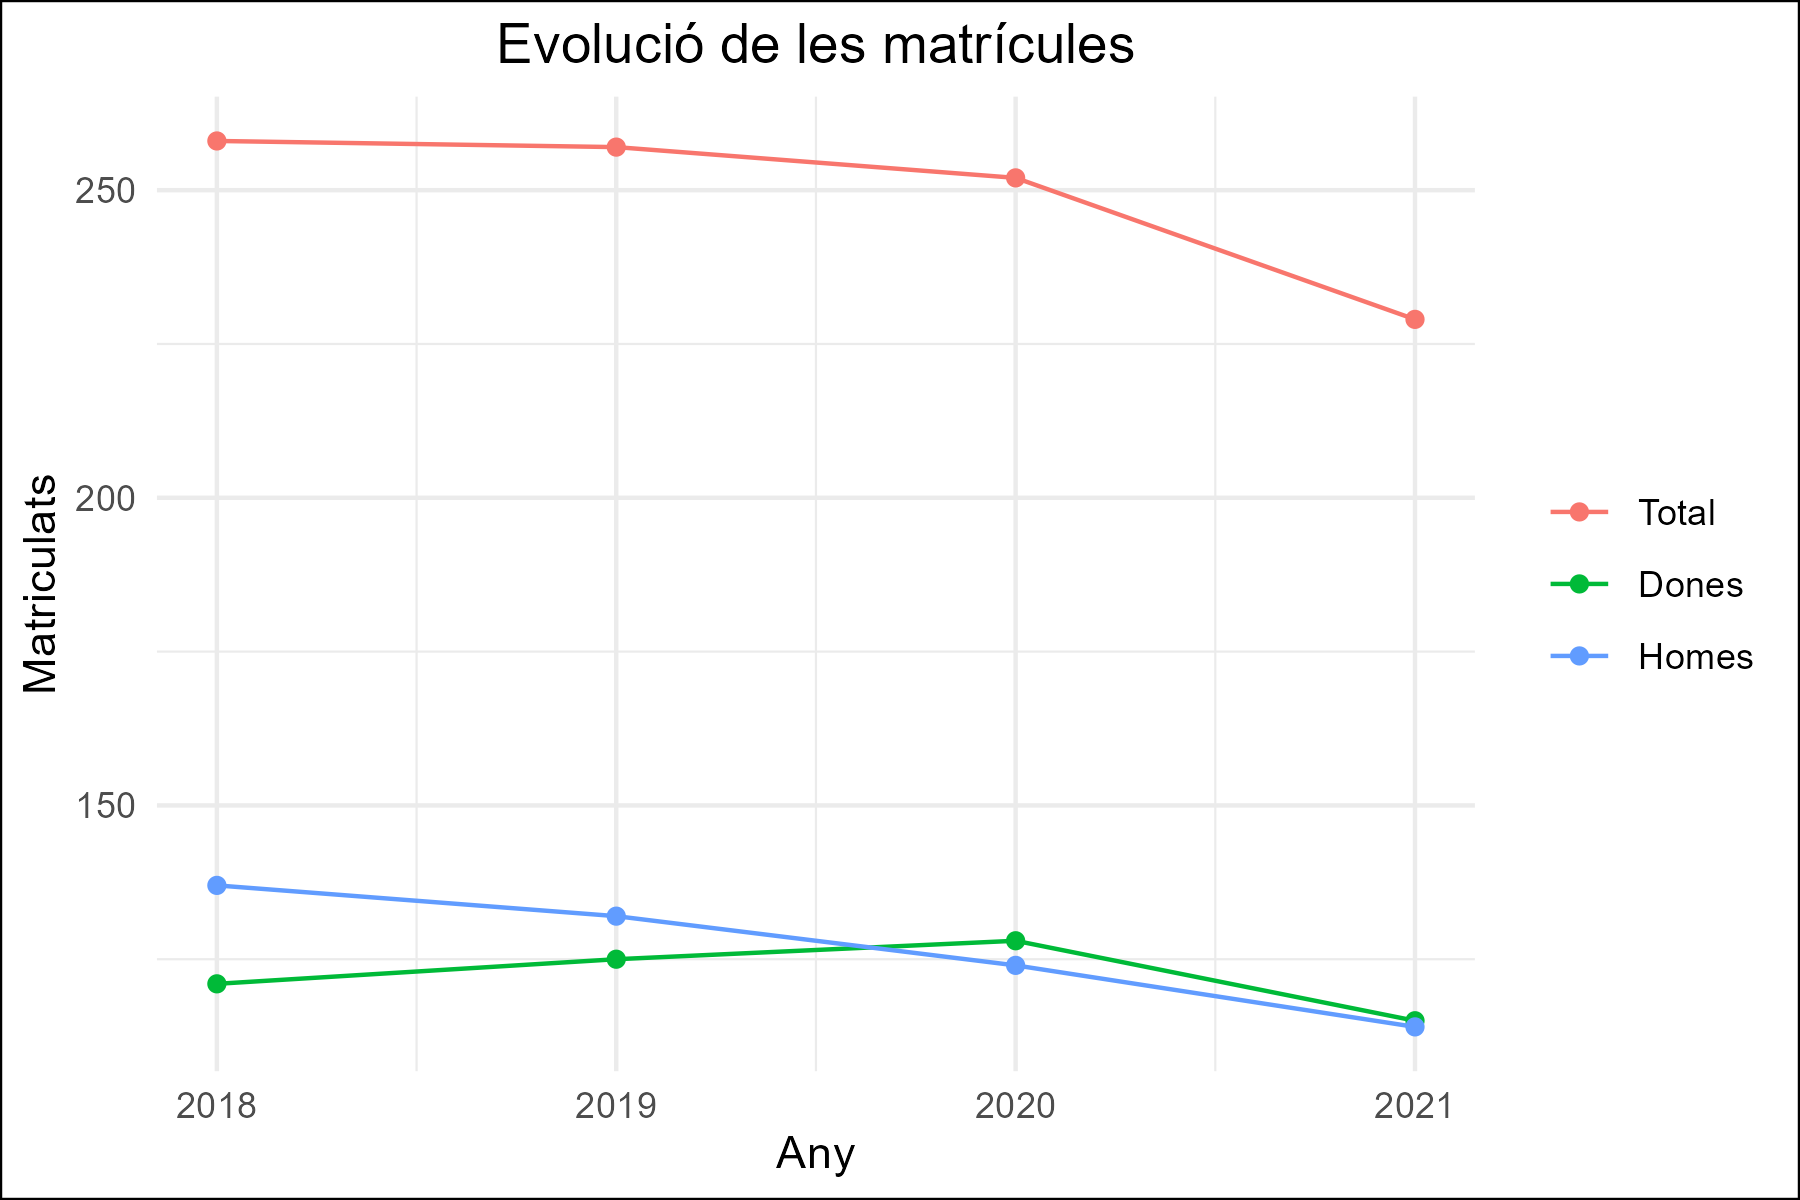 Evolució de les matrícules
Matriculats
250
200
150
2018
2019
2020
2021
Any
Total
Dones
Homes